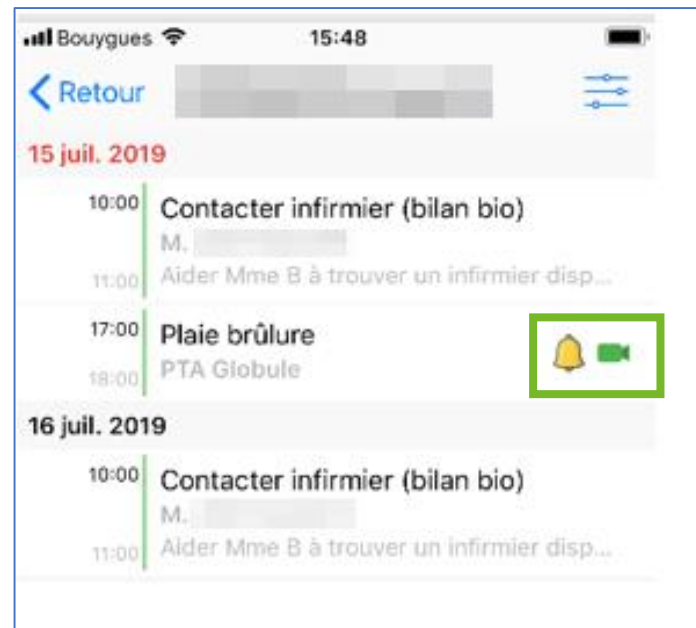 Bouygues 15:48
Retour
15 juil. 2019
10:00 Contacter infirmier (bilan bio)
M.
11:00 Aider Mme B à trouver un infirmier disp...
17:00 Plaie brûlure
18:00 PTA Globule
16 juil. 2019
10:00 Contacter infirmier (bilan bio)
M.
11:00 Aider Mme B à trouver un infirmier disp...